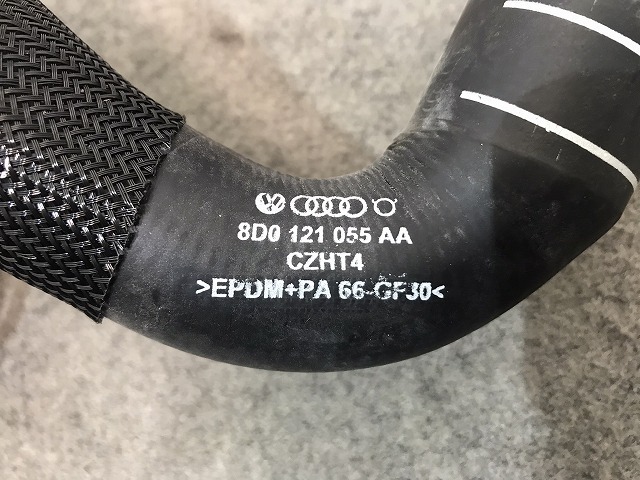 8D0 121 055 AA
CZHT4
>EPDM+PA 66-GF30<